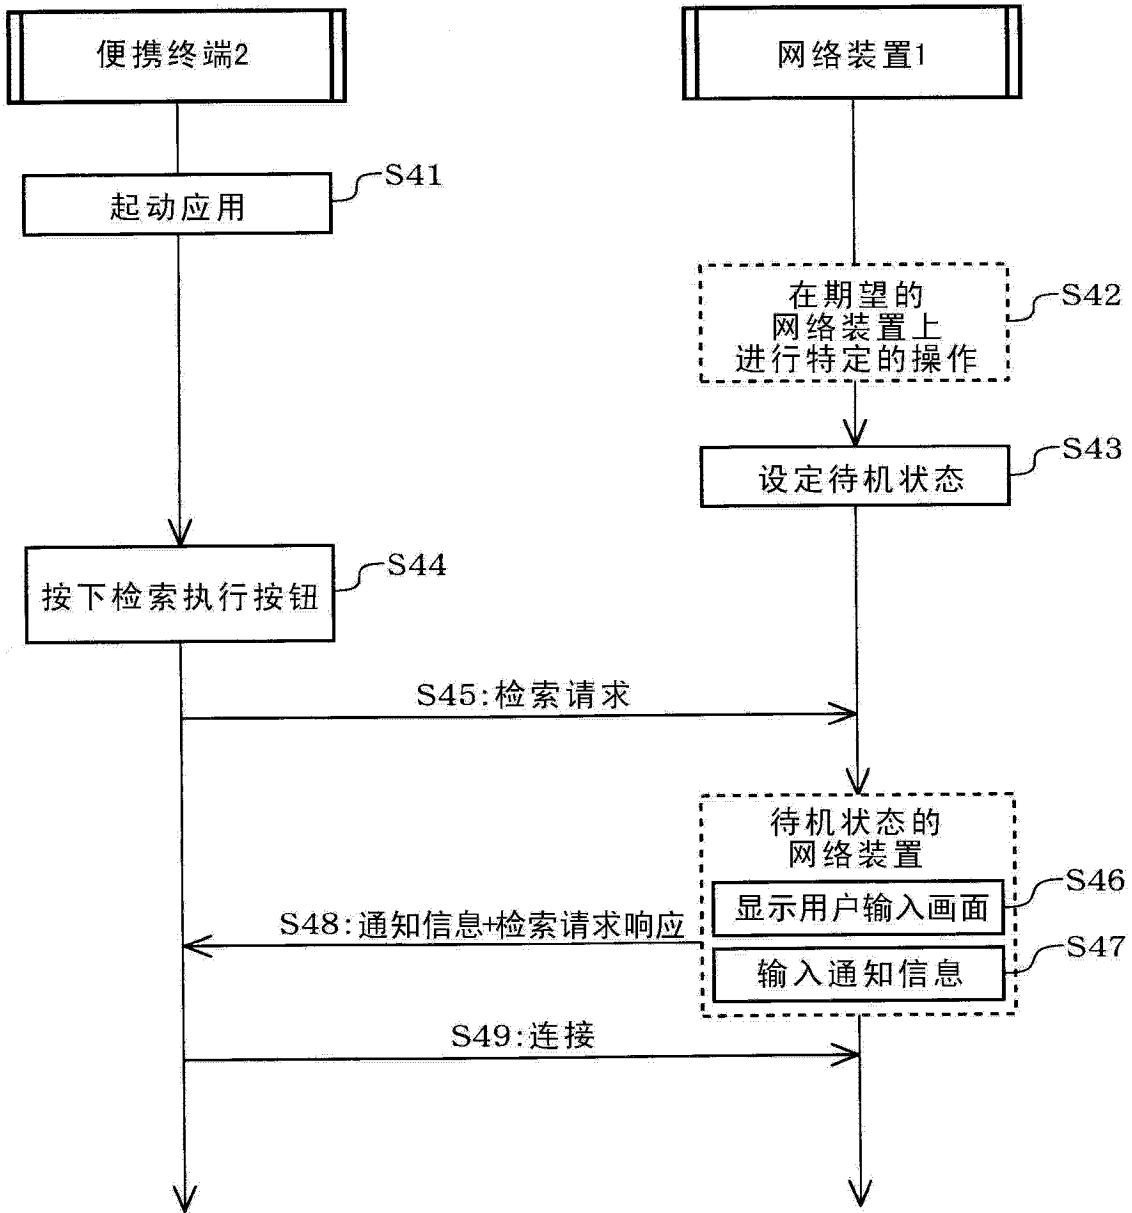 便携终端2
网络装置1
S41
起动应用
S42
在期望的
网络装置上
进行特定的操作
S43
设定待机状态
S44
按下检索执行按钮
S45:检索请求
待机状态的
网络装置
S46
显示用户输入画面
S48:通知信息+检索请求响应
S47
输入通知信息
S49:连接